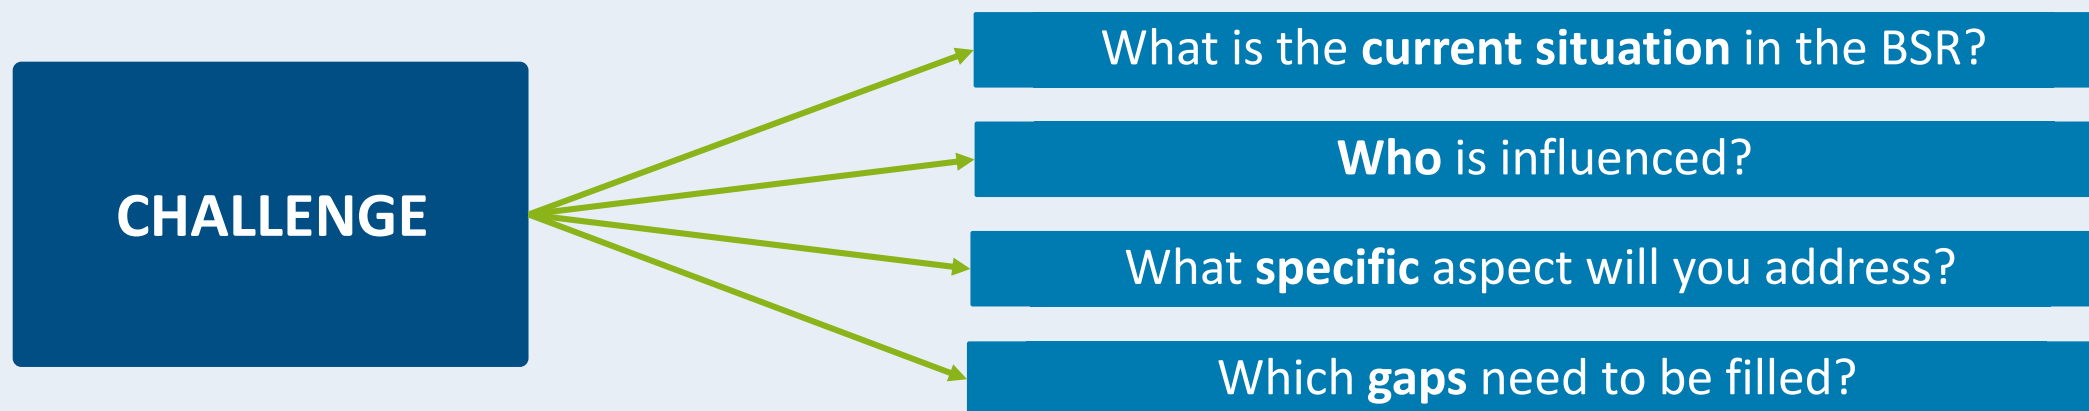 CHALLENGE
What is the current situation in the BSR?
Who is influenced?
What specific aspect will you address?
Which gaps need to be filled?